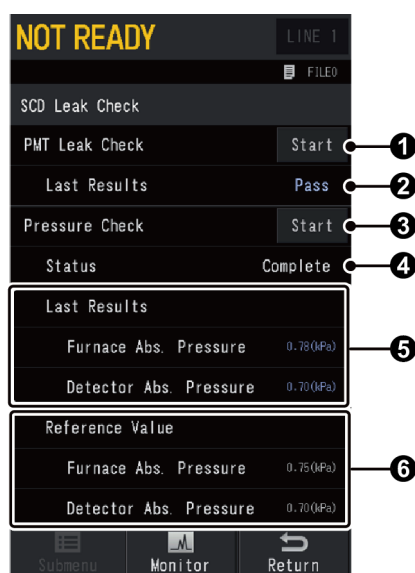 NOT READY LINE 1
FILE0
SCD Leak Check
PMT Leak Check Start 1
Last Results Pass 2
Pressure Check Start 3
Status Complete 4
Last Results
Furnace Abs. Pressure 0.78(kPa) 5
Detector Abs. Pressure 0.70(kPa)
Reference Value
Furnace Abs. Pressure 0.75(kPa) 6
Detector Abs. Pressure 0.70(kPa)
Submenu Monitor Return